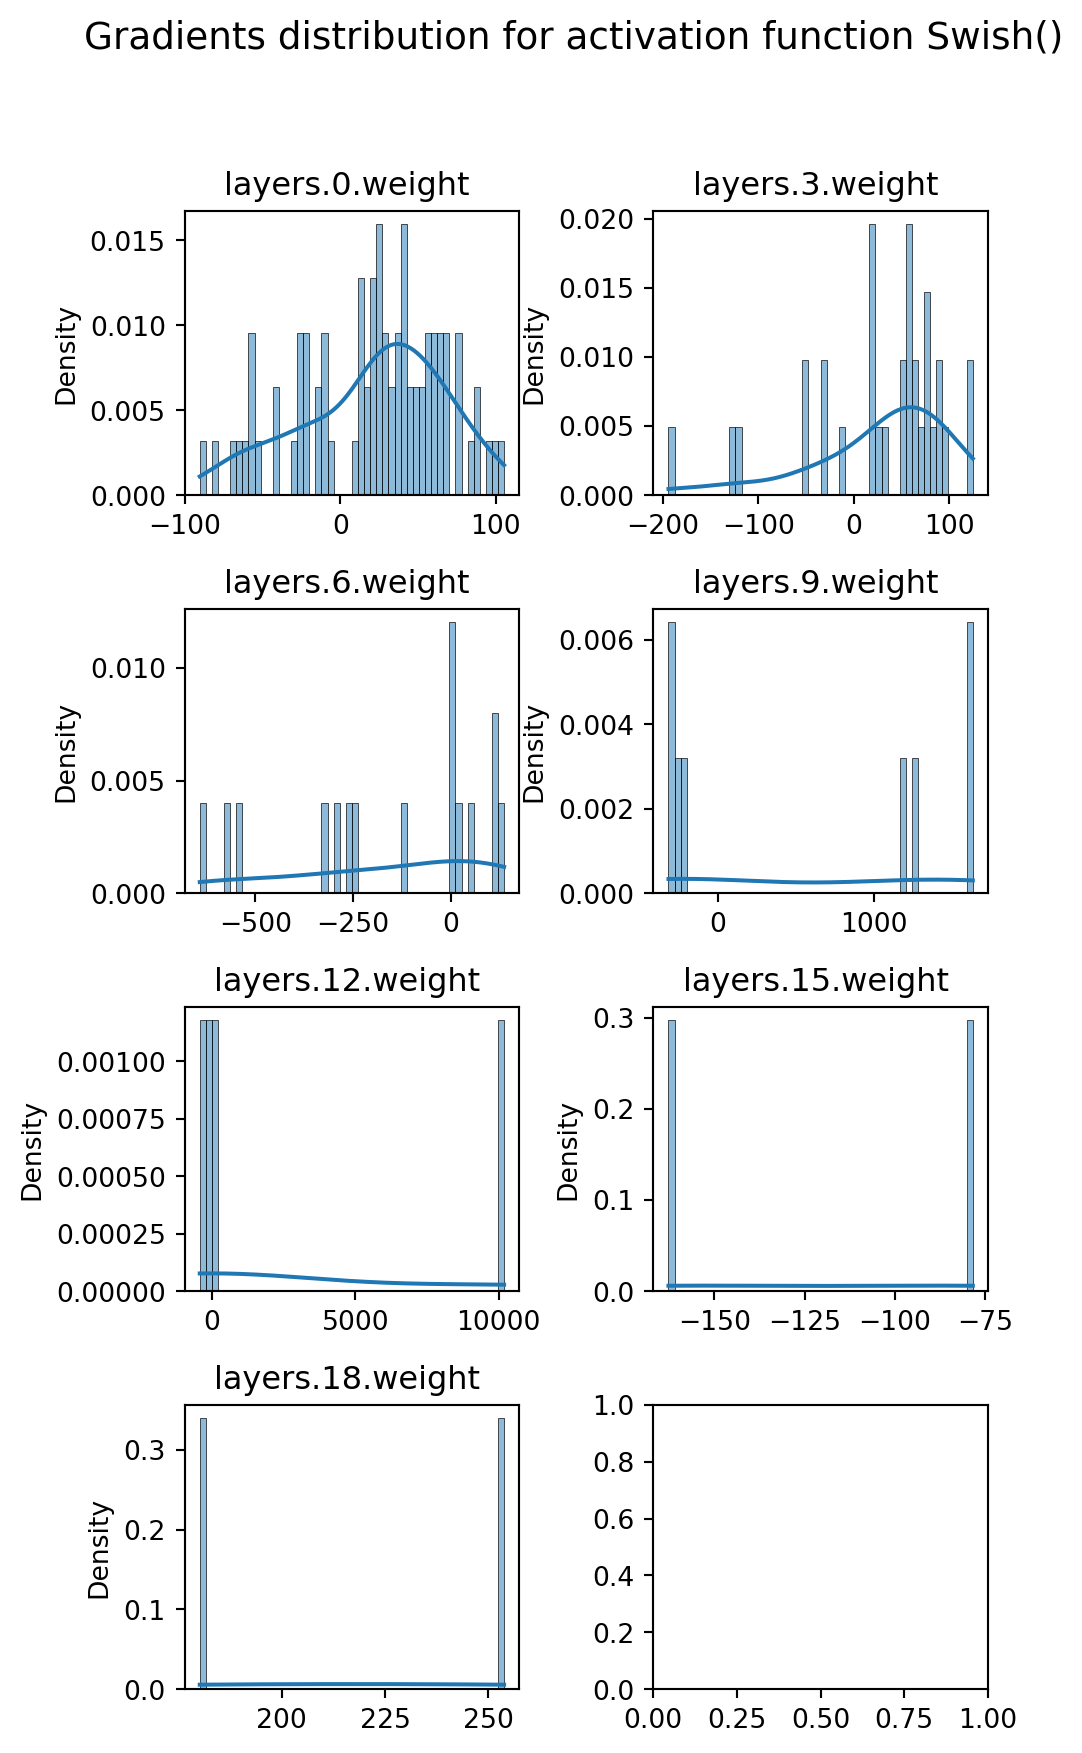 Gradients distribution for activation function Swish()
layers.0.weight
Density
0.015
0.010
0.005
0.000
−100 0 100
layers.3.weight
Density
0.020
0.015
0.010
0.005
0.000
−200 −100 0 100
layers.6.weight
Density
0.010
0.005
0.000
−500 −250 0
layers.9.weight
Density
0.006
0.004
0.002
0.000
0 1000
layers.12.weight
Density
0.00100
0.00075
0.00050
0.00025
0.00000
0 5000 10000
layers.15.weight
Density
0.3
0.2
0.1
0.0
−150 −125 −100 −75
layers.18.weight
Density
0.3
0.2
0.1
0.0
200 225 250
1.0
0.8
0.6
0.4
0.2
0.0
0.00 0.25 0.50 0.75 1.00